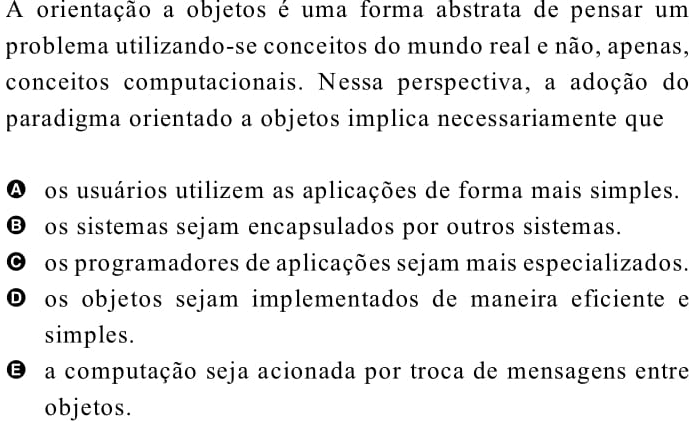 A orientação a objetos é uma forma abstrata de pensar um
problema utilizando-se conceitos do mundo real e não, apenas,
conceitos computacionais. Nessa perspectiva, a adoção do
paradigma orientado a objetos implica necessariamente que
A os usuários utilizem as aplicações de forma mais simples.
B os sistemas sejam encapsulados por outros sistemas.
C os programadores de aplicações sejam mais especializados.
D os objetos sejam implementados de maneira eficiente e
simples.
E a computação seja acionada por troca de mensagens entre
objetos.